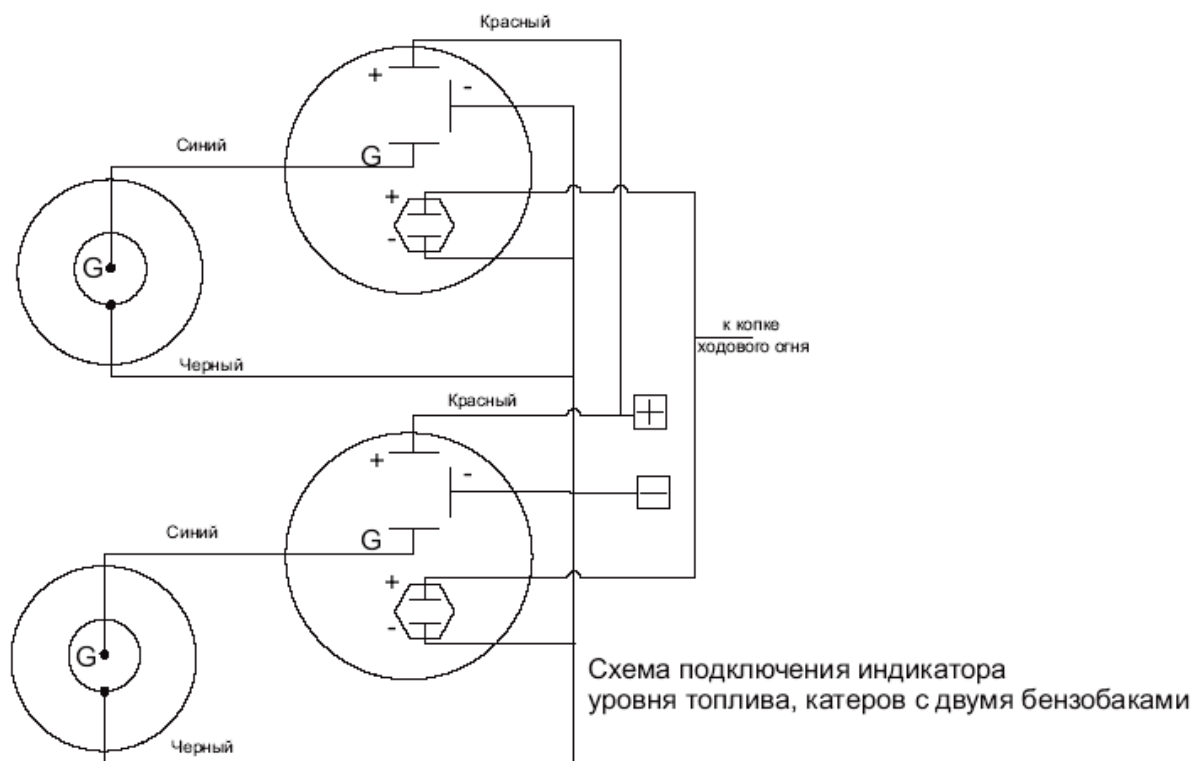 Красный
+
-
Синий
G
+
-
G
к копке
ходового огня
Черный
Красный
+
+
-
-
Синий
G
+
-
G
Схема подключения индикатора
уровня топлива, катеров с двумя бензобаками
Черный